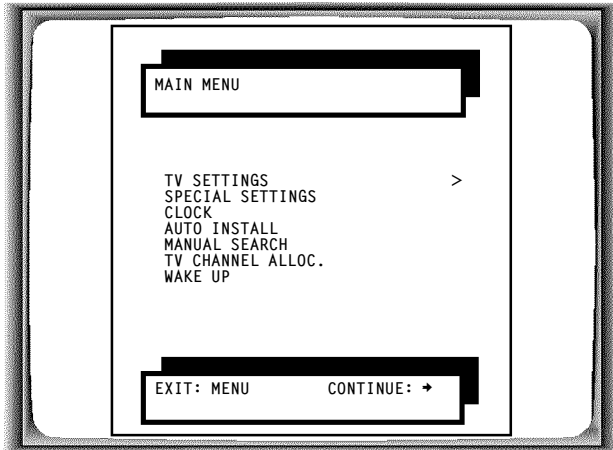 MAIN MENU
TV SETTINGS >
SPECIAL SETTINGS
CLOCK
AUTO INSTALL
MANUAL SEARCH
TV CHANNEL ALLOC.
WAKE UP
EXIT: MENU CONTINUE: ➜